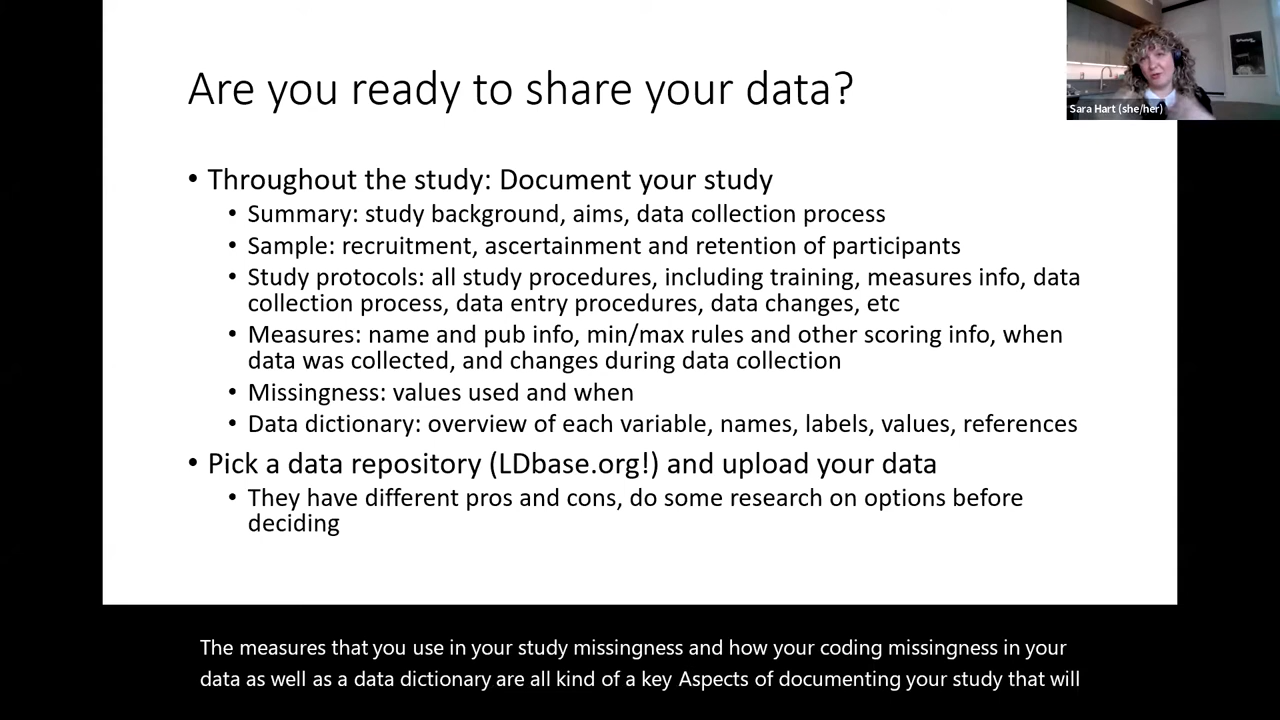 Are you ready to share your data?
Sara Hart (she/her)
• Throughout the study: Document your study
• Summary: study background, aims, data collection process
• Sample: recruitment, ascertainment and retention of participants
• Study protocols: all study procedures, including training, measures info, data
collection process, data entry procedures, data changes, etc
• Measures: name and pub info, min/max rules and other scoring info, when
data was collected, and changes during data collection
• Missingness: values used and when
• Data dictionary: overview of each variable, names, labels, values, references
• Pick a data repository (LDbase.org!) and upload your data
• They have different pros and cons, do some research on options before
deciding
The measures that you use in your study missingness and how your coding missingness in your
data as well as a data dictionary are all kind of a key Aspects of documenting your study that will